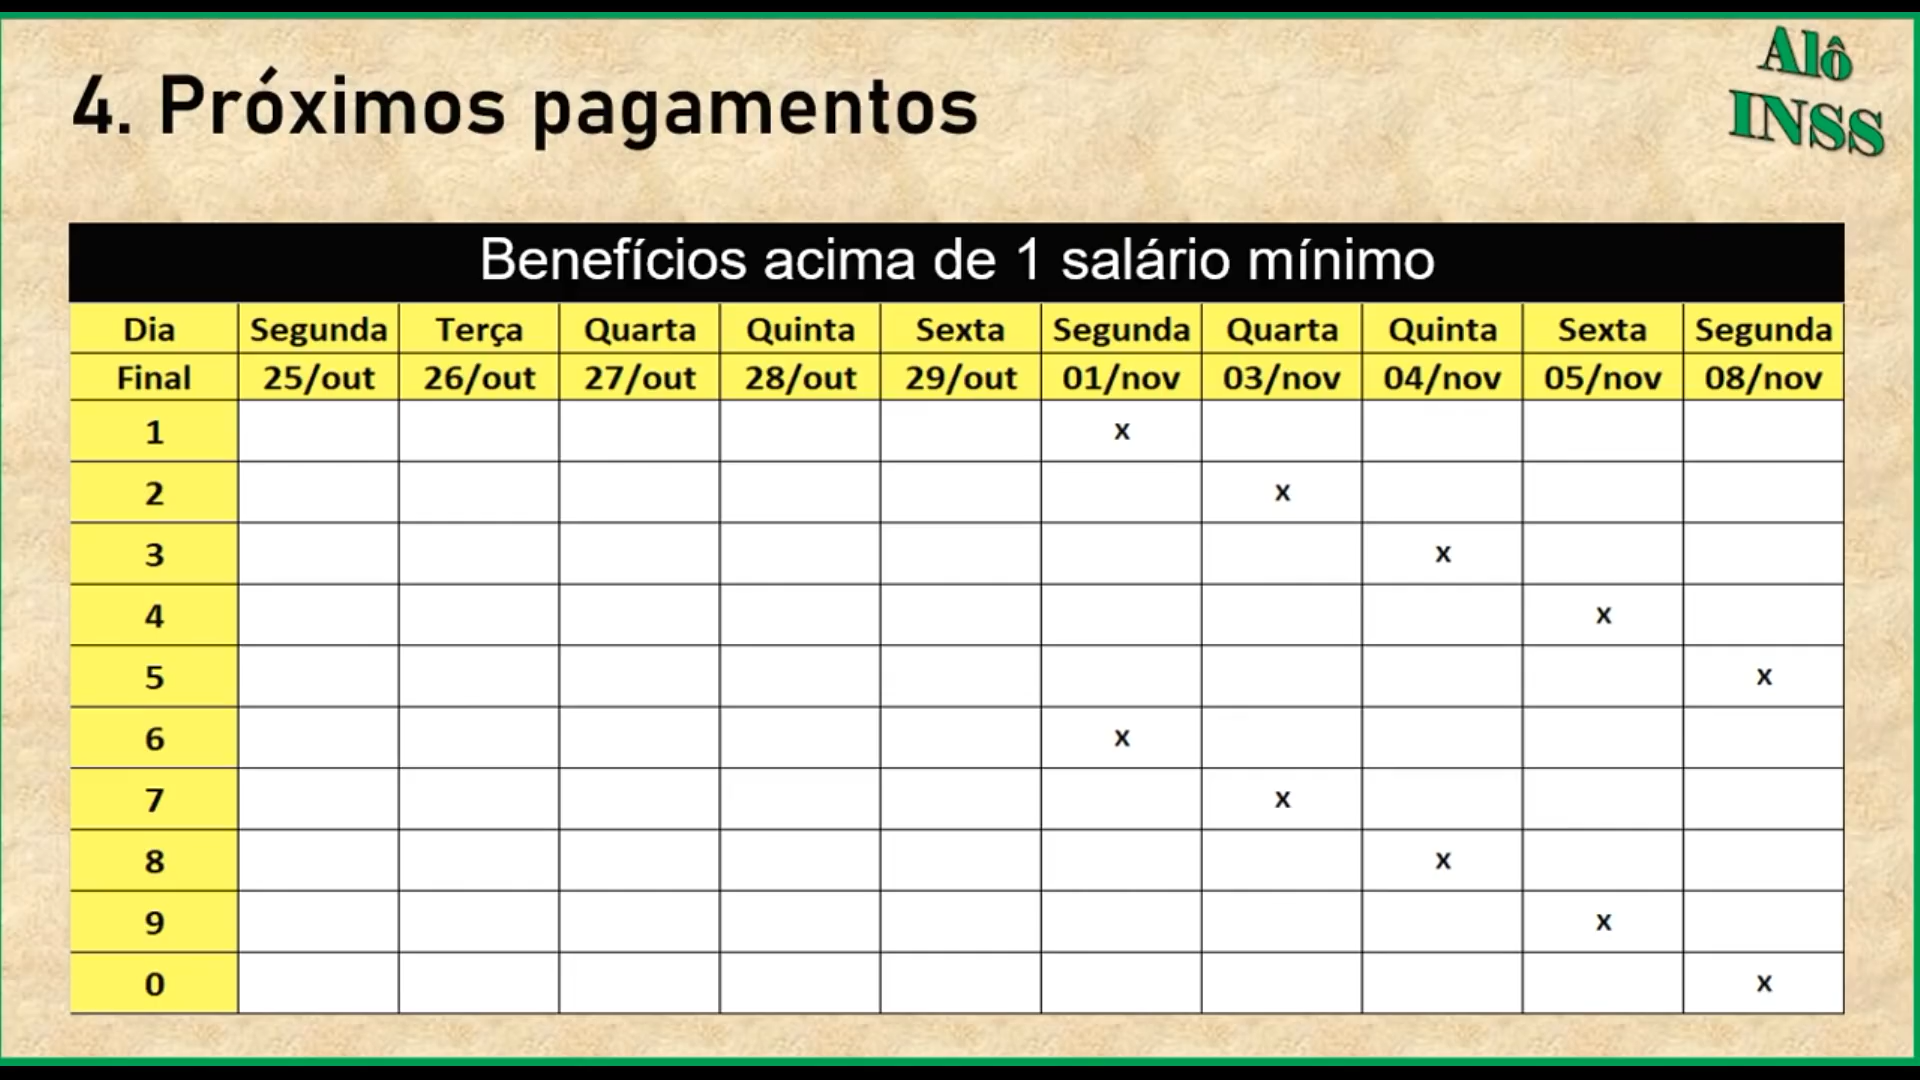 4. Próximos pagamentos
Alô
INSS
Benefícios acima de 1 salário mínimo
Dia Segunda Terça Quarta Quinta Sexta Segunda Quarta Quinta Sexta Segunda
Final 25/out 26/out 27/out 28/out 29/out 01/nov 03/nov 04/nov 05/nov 08/nov
1 x
2 x
3 x
4 x
5 x
6 x
7 x
8 x
9 x
0 x